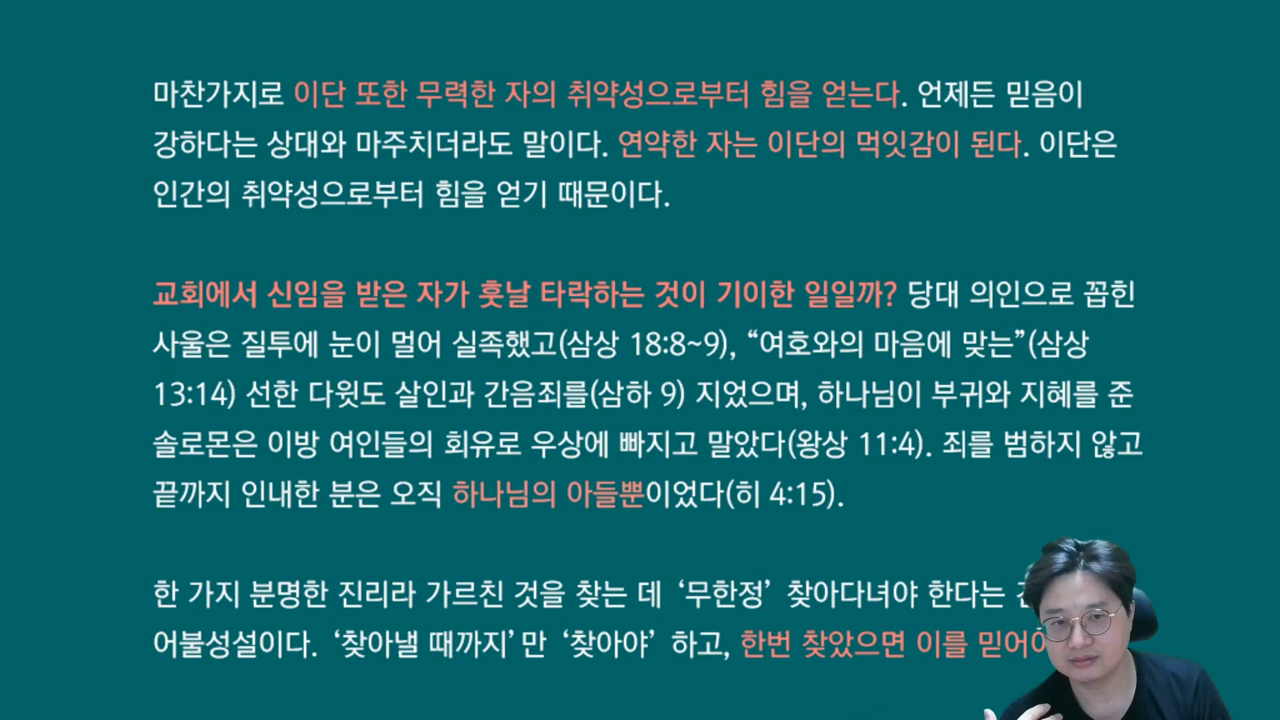 마찬가지로 이단 또한 무력한 자의 취약성으로부터 힘을 얻는다. 언제든 믿음이
강하다는 상대와 마주치더라도 말이다. 연약한 자는 이단의 먹잇감이 된다. 이단은
인간의 취약성으로부터 힘을 얻기 때문이다.
교회에서 신임을 받은 자가 훗날 타락하는 것이 기이한 일일까? 당대 의인으로 꼽힌
사울은 질투에 눈이 멀어 실족했고(삼상 18:8~9), “여호와의 마음에 맞는”(삼상
13:14) 선한 다윗도 살인과 간음죄를(삼하 9) 지었으며, 하나님이 부귀와 지혜를 준
솔로몬은 이방 여인들의 회유로 우상에 빠지고 말았다(왕상 11:4). 죄를 범하지 않고
끝까지 인내한 분은 오직 하나님의 아들뿐이었다(히 4:15).
한 가지 분명한 진리라 가르친 것을 찾는 데 ‘무한정’ 찾아다녀야 한다는
어불성설이다. ‘찾아낼 때까지’만 ‘찾아야’ 하고, 한번 찾았으면 이를